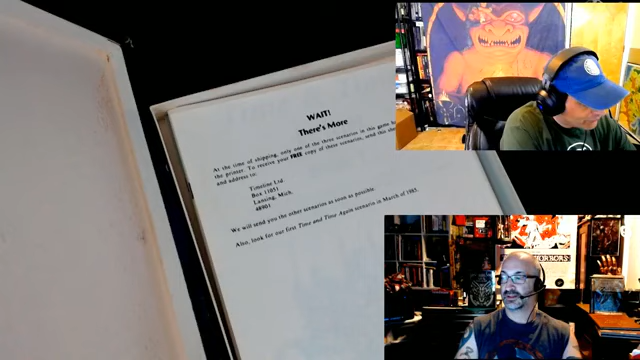 WAIT!
There's More
At the time of shipping, only one of the three scenarios in this game
the printer. To receive your FREE copy of these scenarios, send this
and address to:
Timeline Ltd.
Box 11051
Lansing, Mich.
48901
We will send you the other scenarios as soon as possible.
Also, look for our first Time and Time Again scenario in March of 1985.
HORRORS